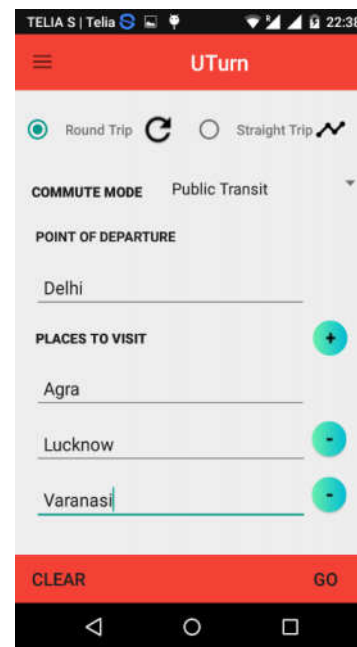 TELIA S | Telia 22:38
UTurn
Round Trip Straight Trip
COMMUTE MODE Public Transit
POINT OF DEPARTURE
Delhi
PLACES TO VISIT +
Agra
Lucknow -
Varanasi -
CLEAR GO